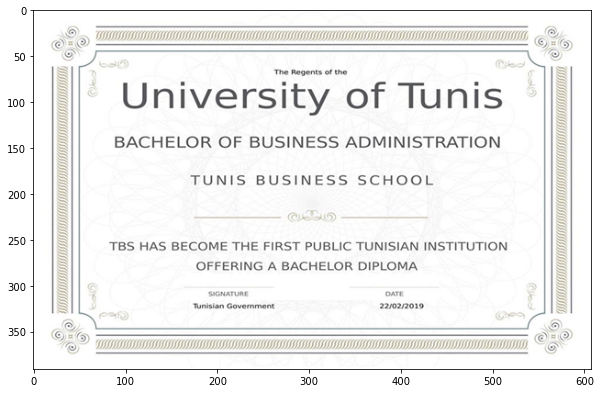 The Regents of the
University of Tunis
BACHELOR OF BUSINESS ADMINISTRATION
TUNIS BUSINESS SCHOOL
TBS HAS BECOME THE FIRST PUBLIC TUNISIAN INSTITUTION
OFFERING A BACHELOR DIPLOMA
SIGNATURE DATE
Tunisian Government 22/02/2019
0
50
100
150
200
250
300
350
0 100 200 300 400 500 600